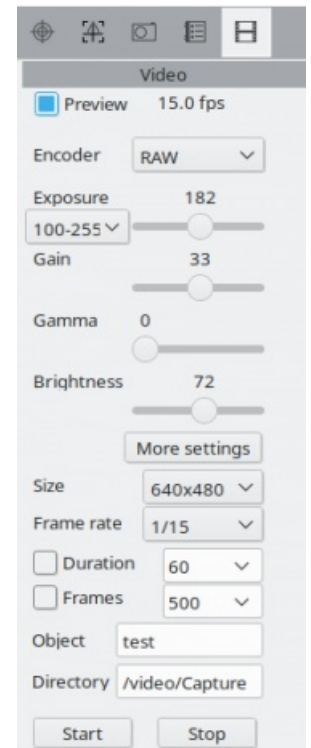 Video
Preview 15.0 fps
Encoder RAW
Exposure 182
100-255
Gain 33
Gamma 0
Brightness 72
More settings
Size 640x480
Frame rate 1/15
Duration 60
Frames 500
Object test
Directory /video/Capture
Start Stop